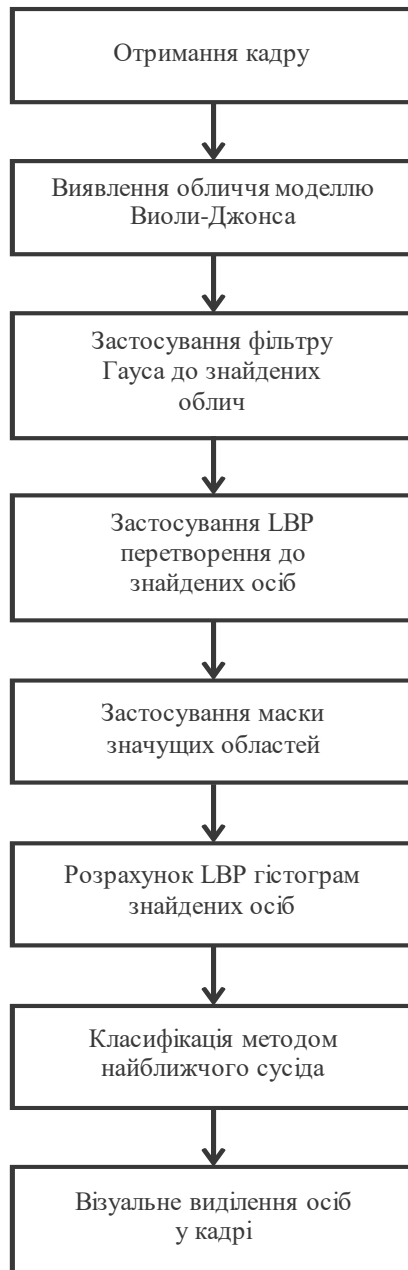 Отримання кадру
Виявлення обличчя моделлю
Виоли-Джонса
Застосування фільтру
Гауса до знайдених
облич
Застосування LBP
перетворення до
знайдених осіб
Застосування маски
значущих областей
Розрахунок LBP гістограм
знайдених осіб
Класифікація методом
найближчого сусіда
Візуальне виділення осіб
у кадрі